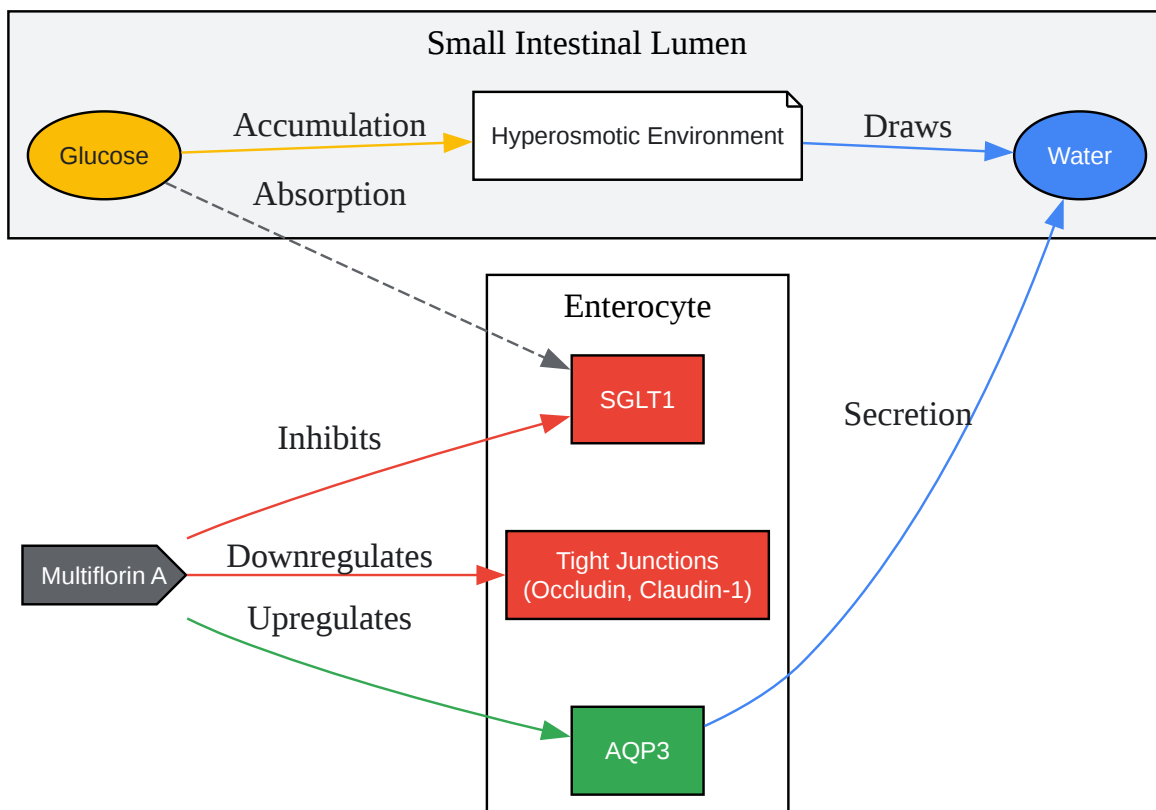 Small Intestinal Lumen
Glucose
Accumulation
Hyperosmotic Environment
Draws
Water
Absorption
Enterocyte
SGLT1
Secretion
Inhibits
Multiflorin A
Downregulates
Tight Junctions
(Occludin, Claudin-1)
Upregulates
AQP3